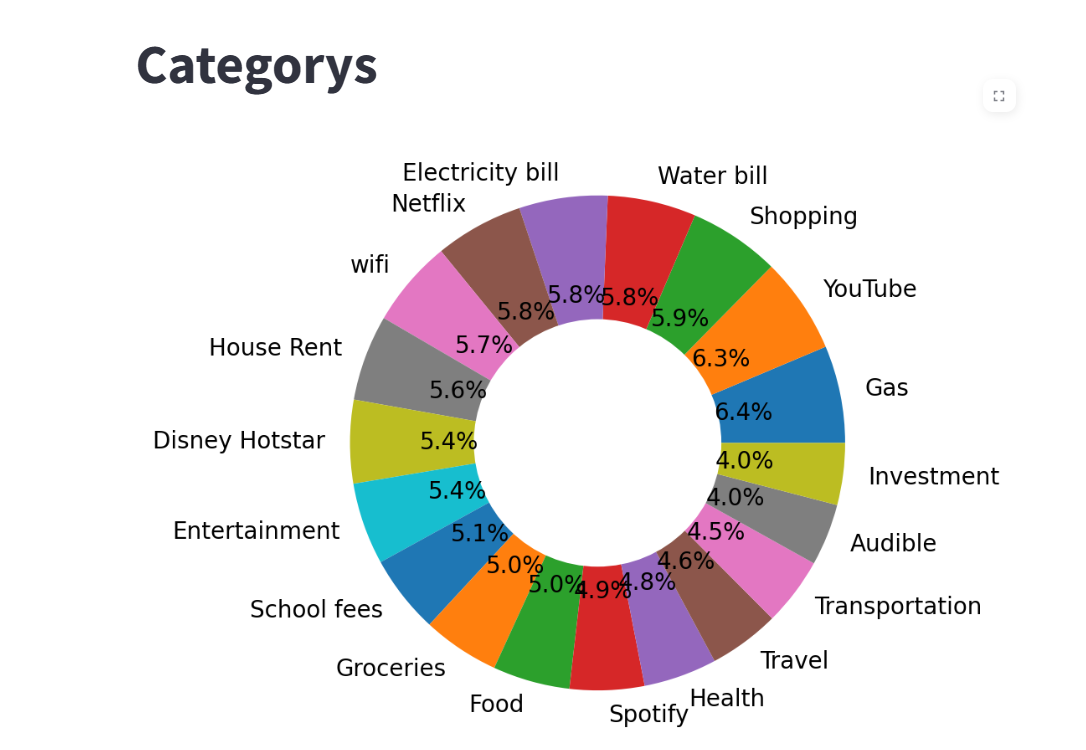 Categorys
Electricity bill
Water bill
Netflix
Shopping
wifi
YouTube
5.8%
5.8%
5.8%
5.9%
5.7%
6.3%
House Rent
Gas
5.6%
6.4%
Disney Hotstar
5.4%
4.0%
Investment
5.4%
4.0%
Entertainment
5.1%
4.5%
Audible
5.0%
4.6%
5.0%
4.9%
4.8%
School fees
Transportation
Groceries
Travel
Food
Health
Spotify